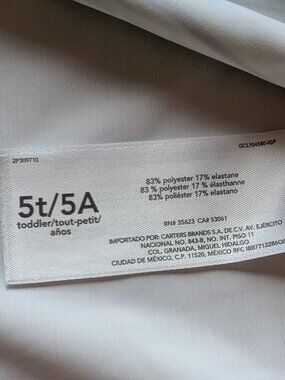 2P309710
GCL104580-IGP
83% polyester 17% elastane
83 % polyester 17 % élasthanne
83% poliéster 17% elastano
5t/5A
toddler/tout-petit/
años
RN# 35623 CA# 53061
IMPORTADO POR: CARTERS BRANDS S.A. DE C.V. AV. EJÉRCITO
NACIONAL NO. 843-B, NO. INT. PISO 11
COL. GRANADA, MIGUEL HIDALGO
CIUDAD DE MÉXICO, C.P. 11520, MÉXICO RFC IBB7712286Q8